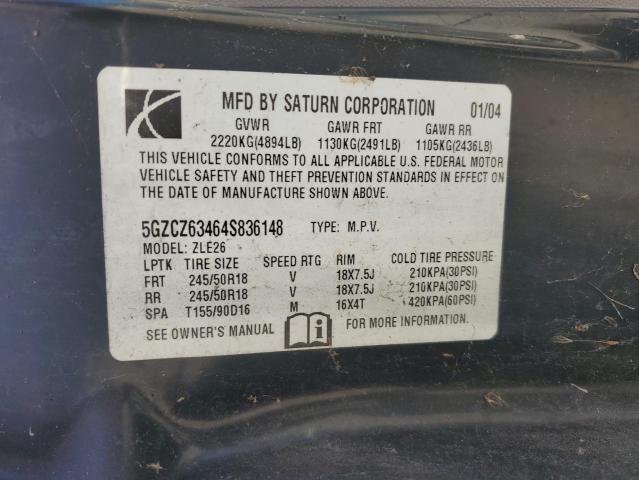 MFD BY SATURN CORPORATION 01/04
GVWR GAWR FRT GAWR RR
2220KG(4894LB) 1130KG(2491LB) 1105KG(2436LB)
THIS VEHICLE CONFORMS TO ALL APPLICABLE U.S. FEDERAL MOTOR
VEHICLE SAFETY AND THEFT PREVENTION STANDARDS IN EFFECT ON
THE DATE OF MANUFACTURE SHOWN ABOVE.
5GZCZ63464S836148 TYPE: M.P.V.
MODEL: ZLE26
LPTK TIRE SIZE SPEED RTG RIM COLD TIRE PRESSURE
FRT 245/50R18 V 18X7.5J 210KPA(30PSI)
RR 245/50R18 V 18X7.5J 210KPA(30PSI)
SPA T155/90D16 M 16X4T 420KPA(60PSI)
SEE OWNER'S MANUAL FOR MORE INFORMATION.